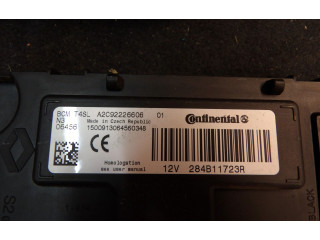 BCM T4SL A2C92226608 01
N3 Made in Czech Republic
06456 1500913064560348
Continental
CE
Homologation
see user manual
12V 284B11723R